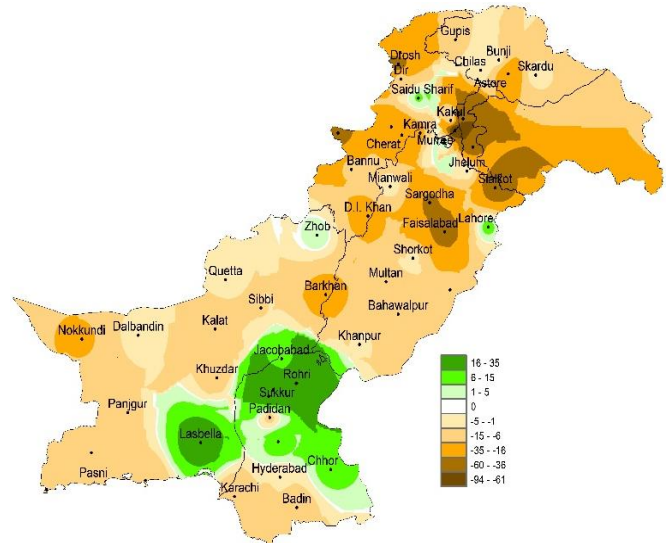 Gupis
Drosh
Bunji
Chilas
Skardu
Dir
Astore
Saidu Sharif
Kakul
Kamra
Murree
Cherat
Jhelum
Bannu
Mianwali
Sialkot
Sargodha
D.I. Khan
Lahore
Zhob
Faisalabad
Shorkot
Quetta
Multan
Barkhan
Sibbi
Bahawalpur
Nokkundi
Dalbandin
Kalat
Khanpur
Jacobabad
Khuzdar
Rohri
Sukkur
Panjgur
Padidan
Lasbella
Chhor
Hyderabad
Pasni
Karachi
Badin
16 - 35
6 - 15
1 - 5
0
-5 - -1
-15 - -6
-35 - -16
-60 - -36
-94 - -61